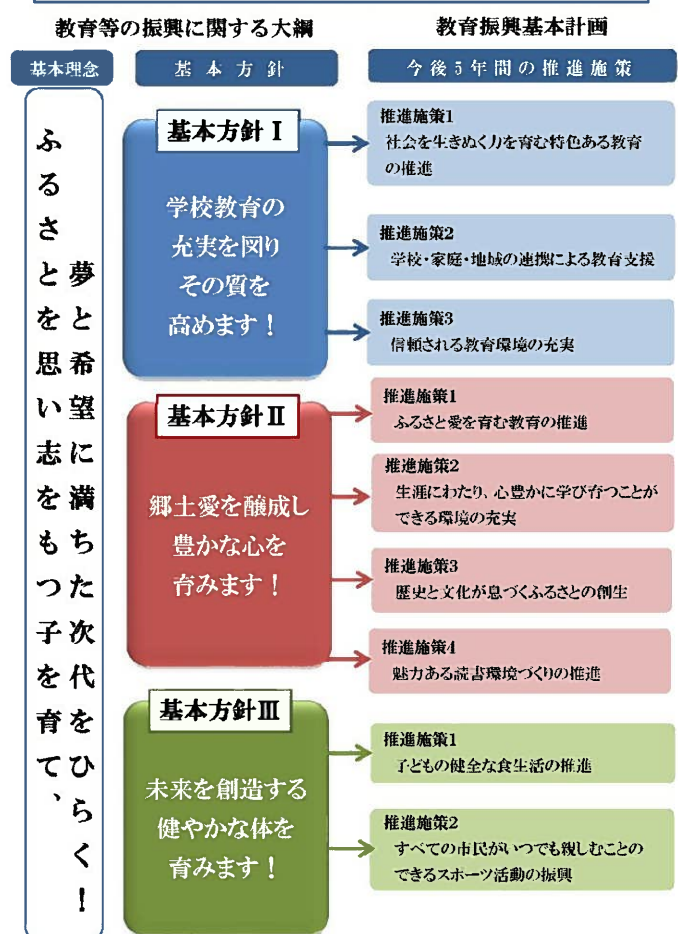 教育等の振興に関する大綱
教育振興基本計画
基本理念
基本方針
今後5年間の推進施策
ふるさとを思い志をもつ子を育て、
夢と希望に満ちた次代をひらく！
基本方針Ⅰ
学校教育の
充実を図り
その質を
高めます！
推進施策1
社会を生きぬく力を育む特色ある教育
の推進
推進施策2
学校・家庭・地域の連携による教育支援
推進施策3
信頼される教育環境の充実
基本方針Ⅱ
郷土愛を醸成し
豊かな心を
育みます！
推進施策1
ふるさと愛を育む教育の推進
推進施策2
生涯にわたり、心豊かに学び育つことが
できる環境の充実
推進施策3
歴史と文化が息づくふるさとの創生
推進施策4
魅力ある読書環境づくりの推進
基本方針Ⅲ
未来を創造する
健やかな体を
育みます！
推進施策1
子どもの健全な食生活の推進
推進施策2
すべての市民がいつでも親しむことの
できるスポーツ活動の振興